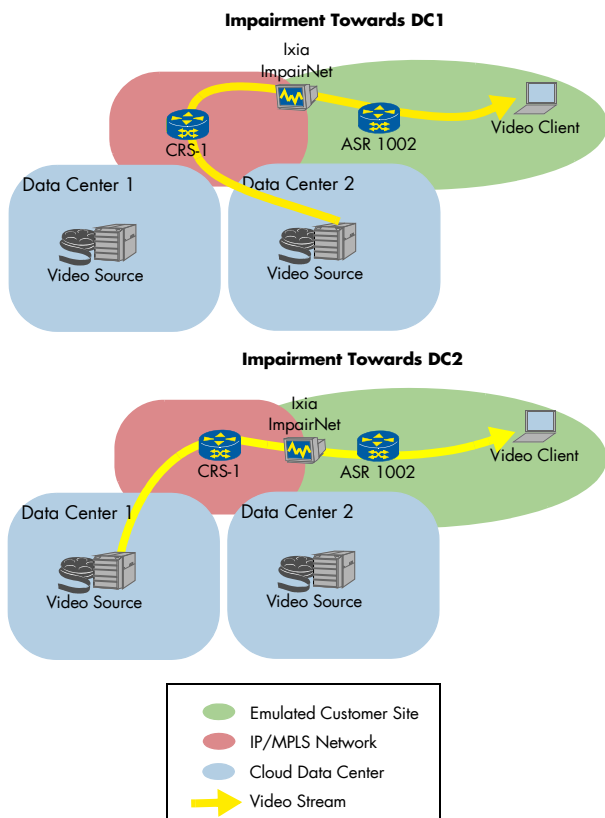 Impairment Towards DC1
Ixia
ImpairNet
CRS-1
ASR 1002
Video Client
Data Center 1
Data Center 2
Video Source
Video Source
Impairment Towards DC2
Ixia
ImpairNet
CRS-1
ASR 1002
Video Client
Data Center 1
Data Center 2
Video Source
Video Source
Emulated Customer Site
IP/MPLS Network
Cloud Data Center
Video Stream